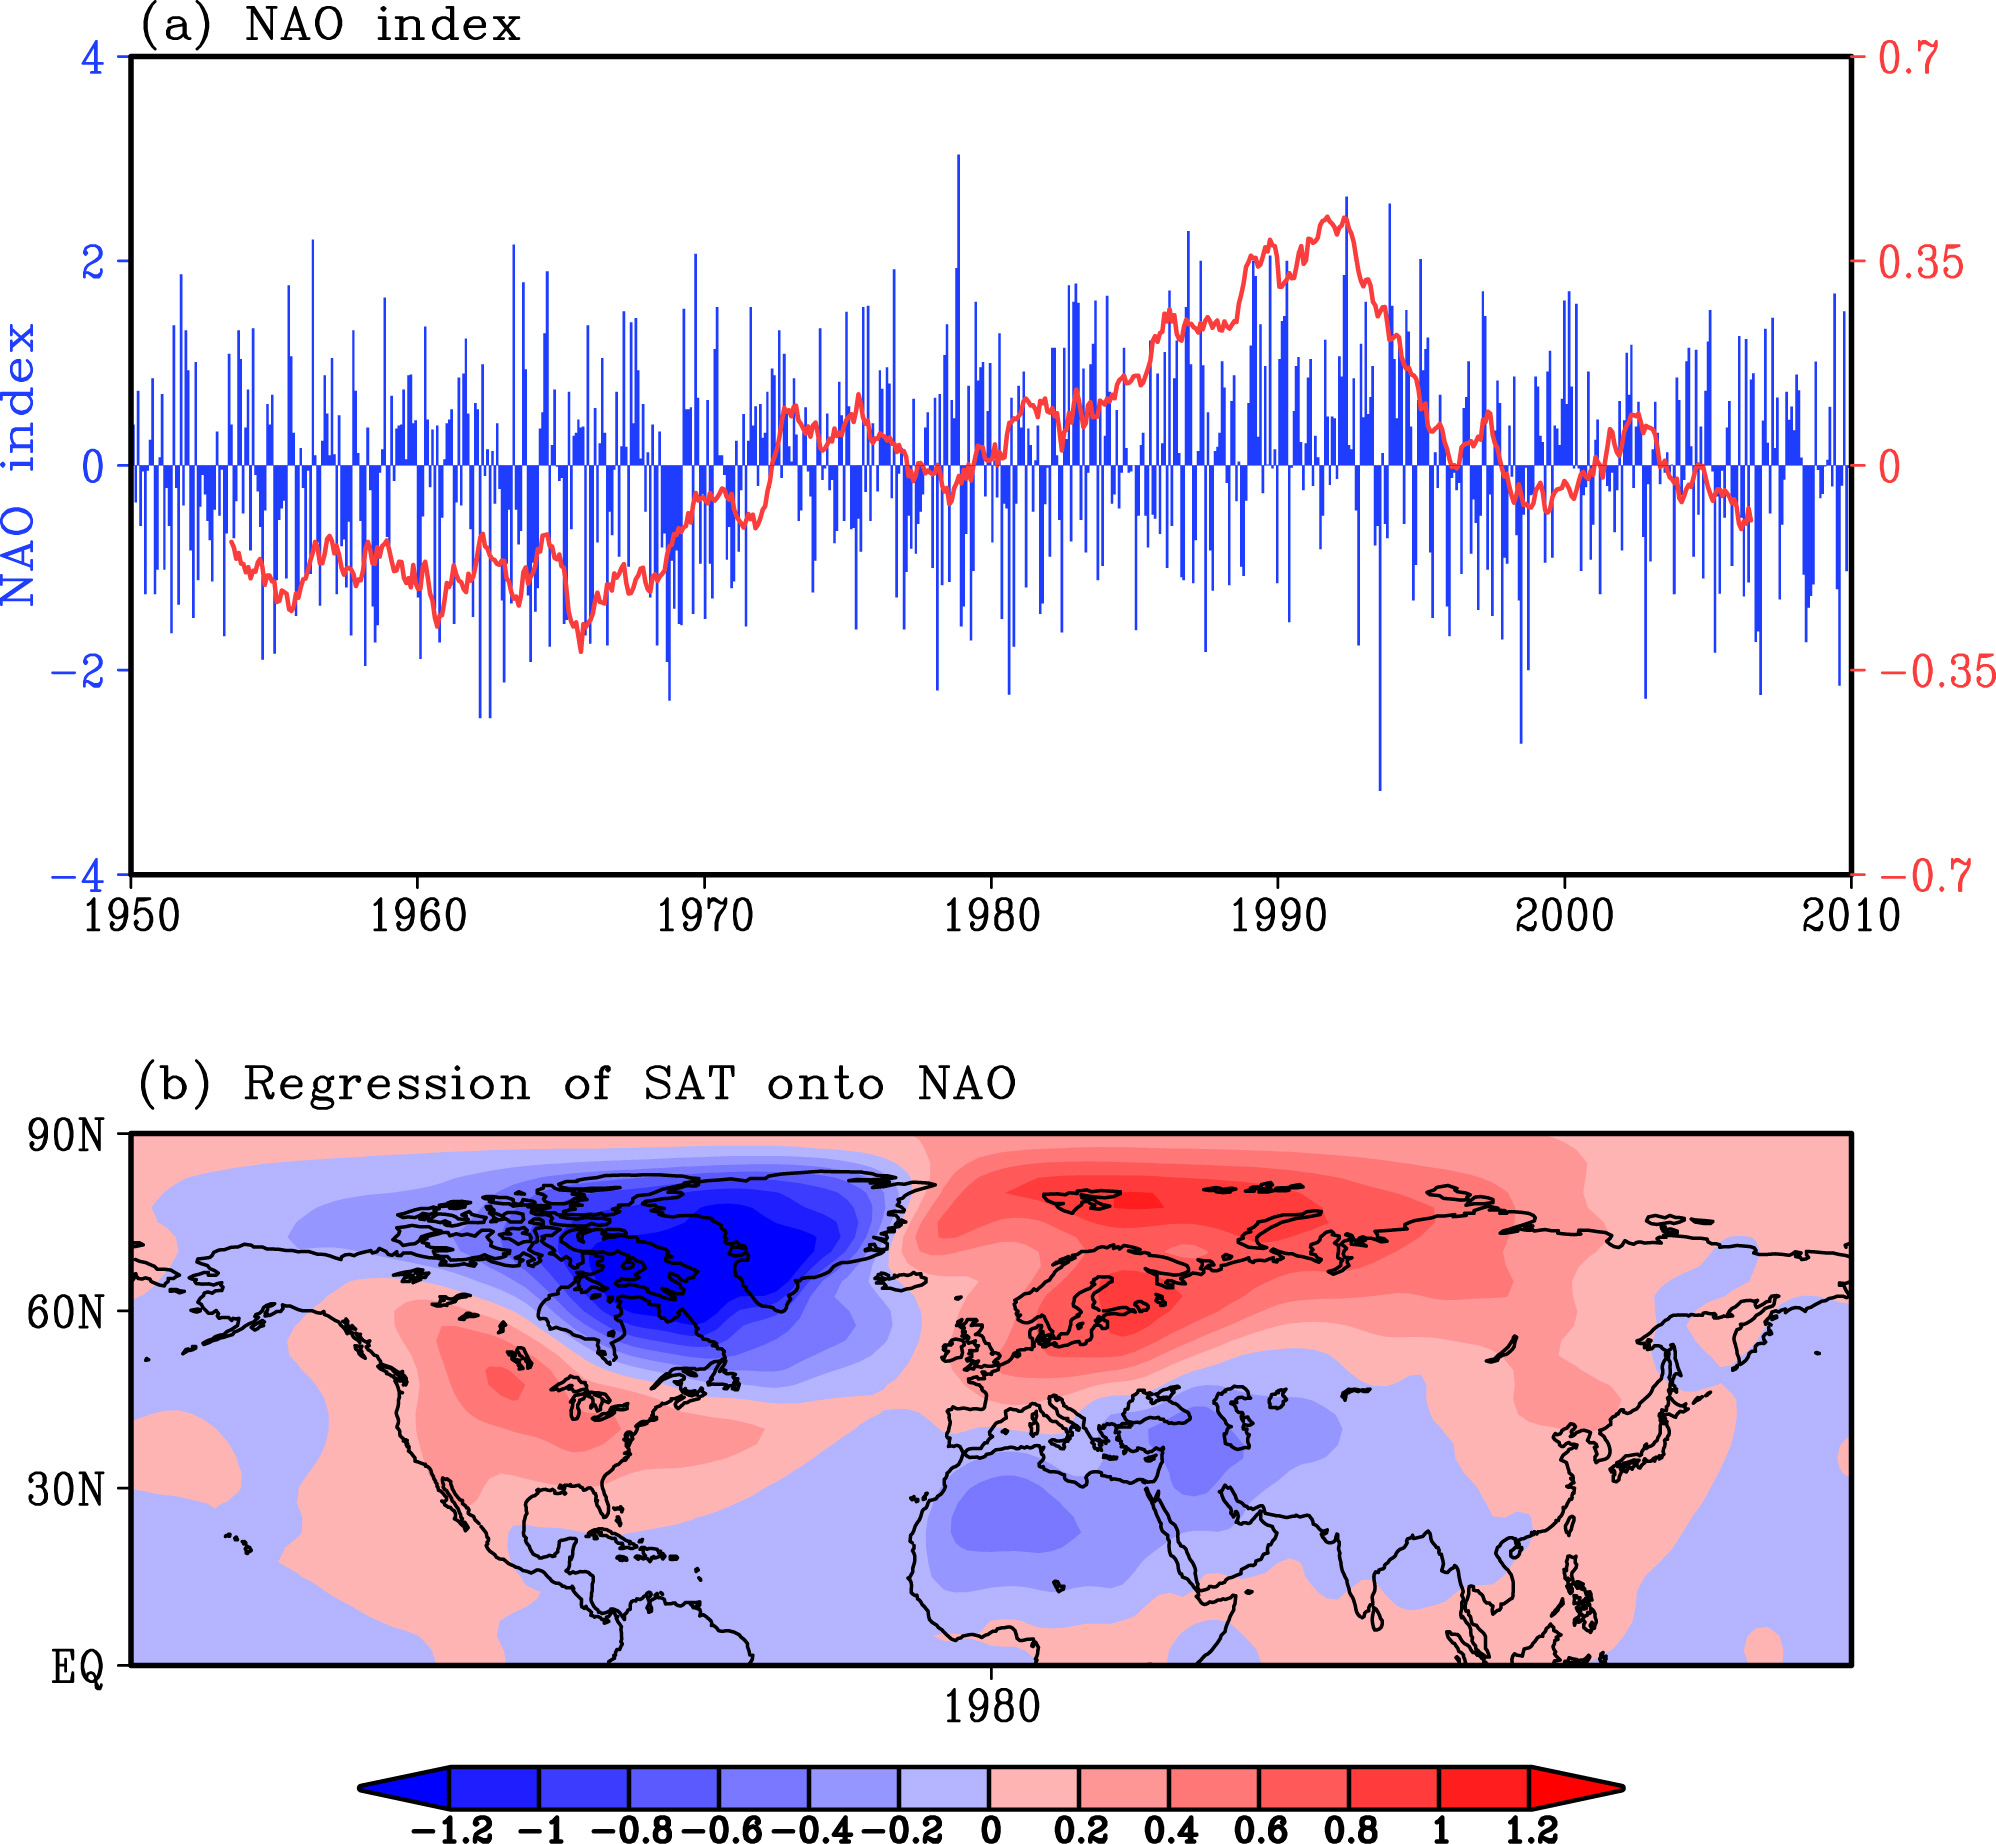 (a) NAO index
4 0.7
2 0.35
0 0
−2 −0.35
−4 −0.7
NAO index
1950 1960 1970 1980 1990 2000 2010
(b) Regression of SAT onto NAO
90N
60N
30N
EQ
1980
−1.2 −1 −0.8 −0.6 −0.4 −0.2 0 0.2 0.4 0.6 0.8 1 1.2